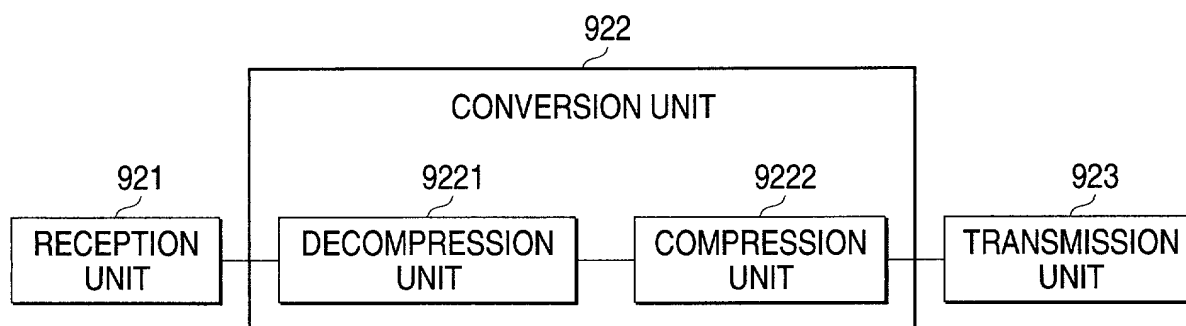 922
CONVERSION UNIT
921
9221
9222
923
RECEPTION
UNIT
DECOMPRESSION
UNIT
COMPRESSION
UNIT
TRANSMISSION
UNIT